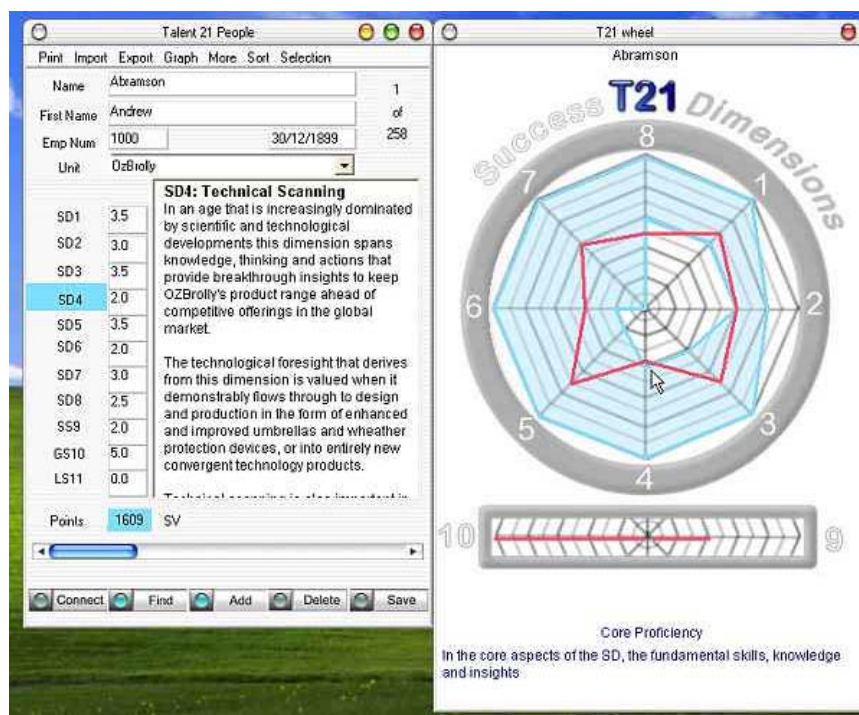 Talent 21 People
Print Import Export Graph More Sort Selection
Name Abramson 1
First Name Andrew of
Emp Num 1000 30/12/1899 258
Unit OzBrolly
SD4: Technical Scanning
In an age that is increasingly dominated
by scientific and technological
developments this dimension spans
knowledge, thinking and actions that
provide breakthrough insights to keep
OZBrolly's product range ahead of
competitive offerings in the global
market.
The technological foresight that derives
from this dimension is valued when it
demonstrably flows through to design
and production in the form of enhanced
and improved umbrellas and wheather
protection devices, or into entirely new
convergent technology products.
Technical scanning is also important in
SD1 3.5
SD2 3.0
SD3 3.5
SD4 2.0
SD5 3.5
SD6 2.0
SD7 3.0
SD8 2.5
SS9 2.0
GS10 5.0
LS11 0.0
Points 1609 SV
Connect Find Add Delete Save
T21 wheel
Abramson
Success T21 Dimensions
8
7 1
6 2
5 3
4
10 9
Core Proficiency
In the core aspects of the SD, the fundamental skills, knowledge
and insights